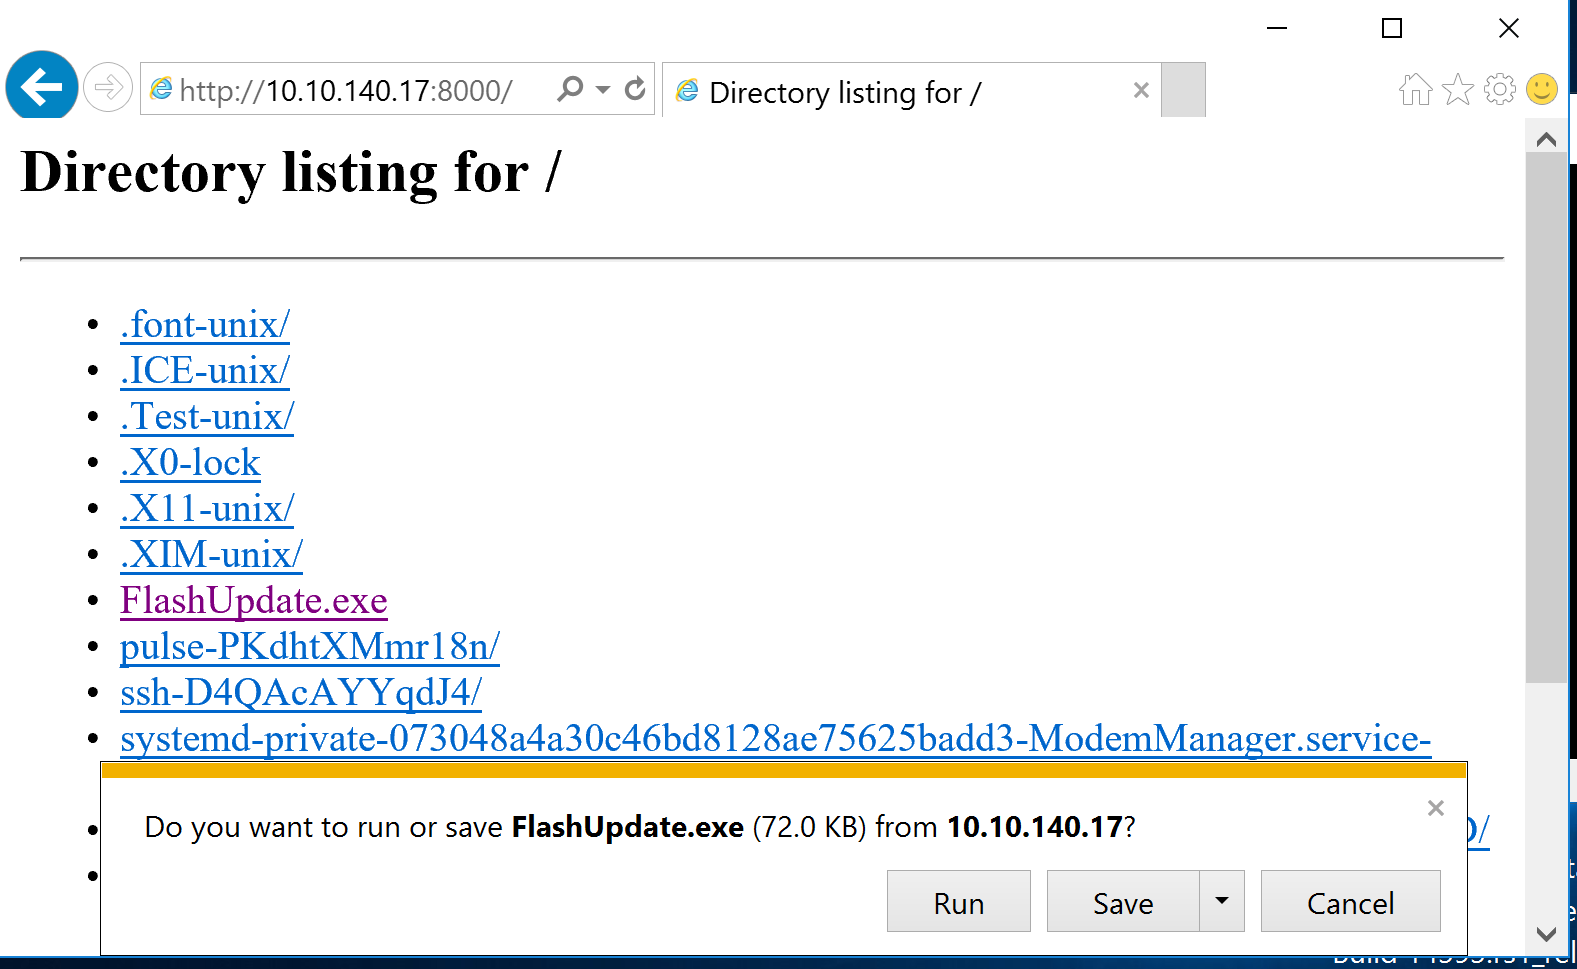 http://10.10.140.17:8000/
Directory listing for /
Directory listing for /
.font-unix/
.ICE-unix/
.Test-unix/
.X0-lock
.X11-unix/
.XIM-unix/
FlashUpdate.exe
pulse-PKdhtXMmr18n/
ssh-D4QAcAYYqdJ4/
systemd-private-073048a4a30c46bd8128ae75625badd3-ModemManager.service-
Do you want to run or save FlashUpdate.exe (72.0 KB) from 10.10.140.17?
Run
Save
Cancel